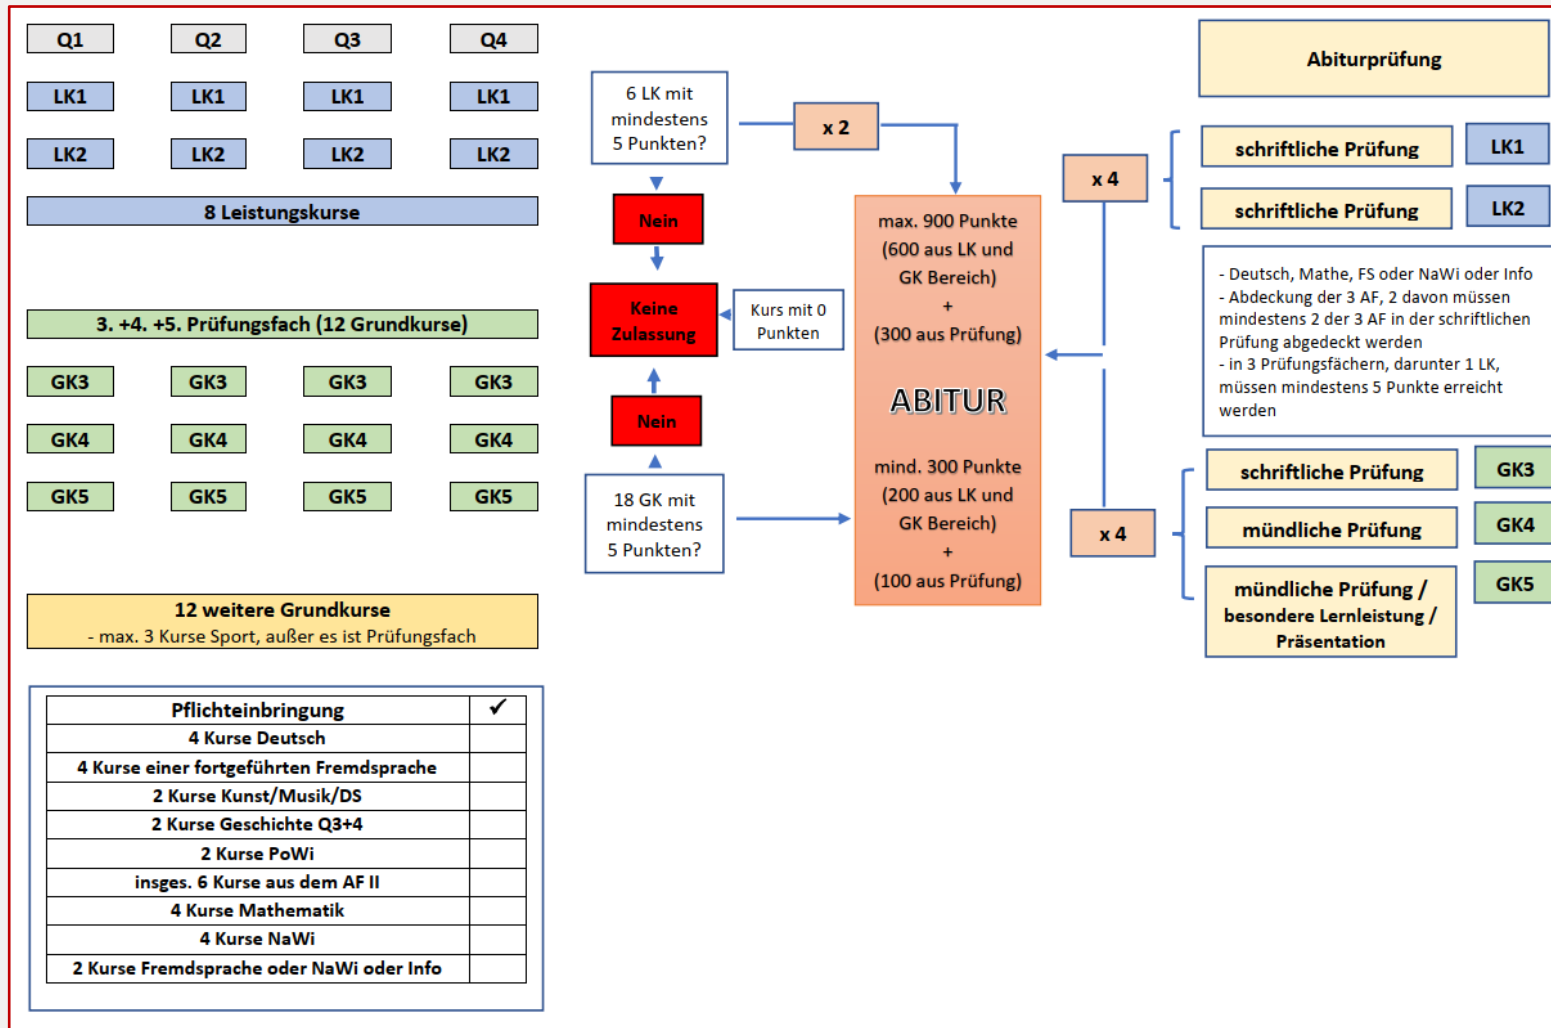 Q1 Q2 Q3 Q4
LK1 LK1 LK1 LK1
LK2 LK2 LK2 LK2
8 Leistungskurse
3. +4. +5. Prüfungsfach (12 Grundkurse)
GK3 GK3 GK3 GK3
GK4 GK4 GK4 GK4
GK5 GK5 GK5 GK5
12 weitere Grundkurse
- max. 3 Kurse Sport, außer es ist Prüfungsfach
Pflichteinbringung ✓
4 Kurse Deutsch
4 Kurse einer fortgeführten Fremdsprache
2 Kurse Kunst/Musik/DS
2 Kurse Geschichte Q3+4
2 Kurse PoWi
insges. 6 Kurse aus dem AF II
4 Kurse Mathematik
4 Kurse NaWi
2 Kurse Fremdsprache oder NaWi oder Info
6 LK mit
mindestens
5 Punkten?
x 2
Nein
Keine
Zulassung
Kurs mit 0
Punkten
Nein
18 GK mit
mindestens
5 Punkten?
max. 900 Punkte
(600 aus LK und
GK Bereich)
+
(300 aus Prüfung)
ABITUR
mind. 300 Punkte
(200 aus LK und
GK Bereich)
+
(100 aus Prüfung)
Abiturprüfung
x 4
schriftliche Prüfung LK1
schriftliche Prüfung LK2
- Deutsch, Mathe, FS oder NaWi oder Info
- Abdeckung der 3 AF, 2 davon müssen
mindestens 2 der 3 AF in der schriftlichen
Prüfung abgedeckt werden
- in 3 Prüfungsfächern, darunter 1 LK,
müssen mindestens 5 Punkte erreicht
werden
x 4
schriftliche Prüfung GK3
mündliche Prüfung GK4
mündliche Prüfung / GK5
besondere Lernleistung /
Präsentation